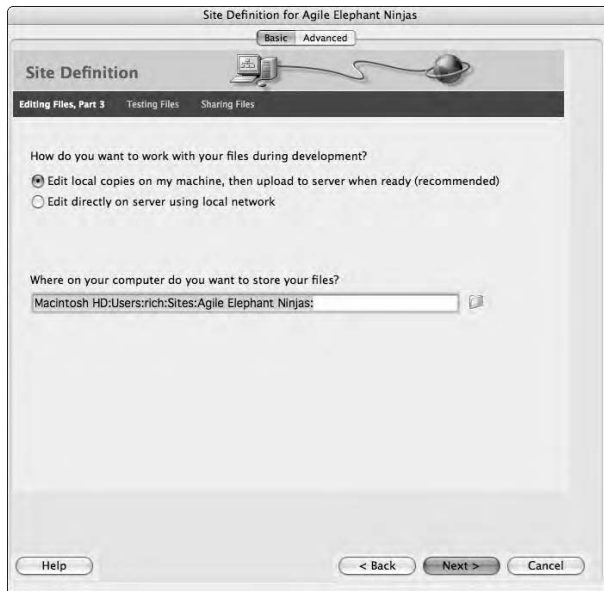 Site Definition for Agile Elephant Ninjas
Basic Advanced
Site Definition
Editing Files, Part 3 Testing Files Sharing Files
How do you want to work with your files during development?
Edit local copies on my machine, then upload to server when ready (recommended)
Edit directly on server using local network
Where on your computer do you want to store your files?
Macintosh HD:Users:rich:Sites:Agile Elephant Ninjas:
Help < Back Next > Cancel